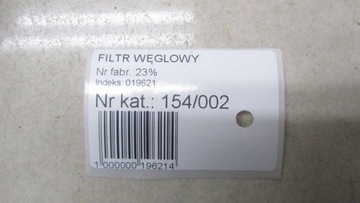 FILTR WĘGLOWY
Nr fabr. 23%
Indeks: 019621
Nr kat.: 154/002
1 000000 196214